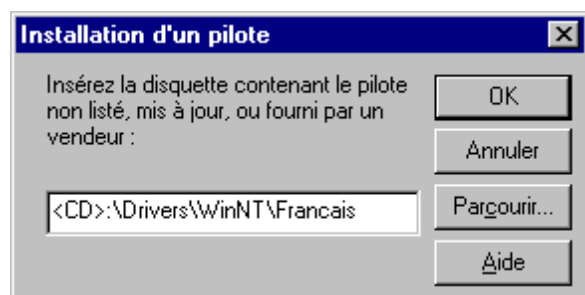 Installation d'un pilote
Insérez la disquette contenant le pilote
non listé, mis à jour, ou fourni par un
vendeur :
<CD>:\Drivers\WinNT\Francais
OK
Annuler
Parcourir...
Aide